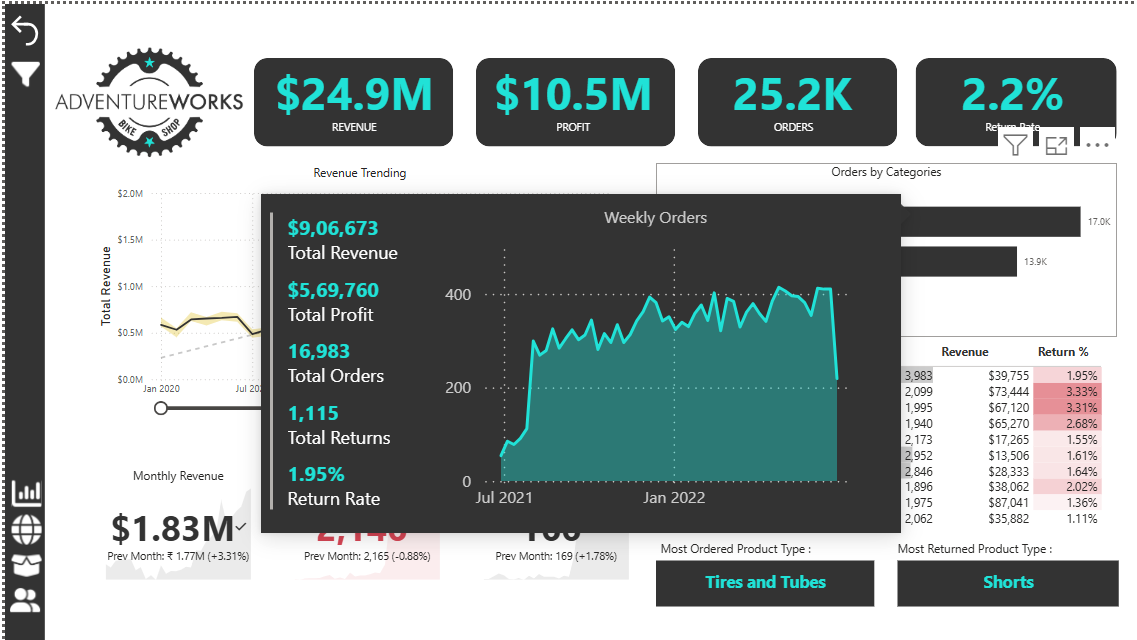 ADVENTUREWORKS
BIKE SHOP
$24.9M
REVENUE
$10.5M
PROFIT
25.2K
ORDERS
2.2%
Return Rate
Revenue Trending
Total Revenue
$2.0M
$1.5M
$1.0M
$0.5M
$0.0M
Jan 2020
Jul
Orders by Categories
17.0K
13.9K
$9,06,673
Total Revenue
$5,69,760
Total Profit
16,983
Total Orders
1,115
Total Returns
1.95%
Return Rate
Weekly Orders
400
200
0
Jul 2021
Jan 2022
Revenue Return %
3,983 $39,755 1.95%
2,099 $73,444 3.33%
1,995 $67,120 3.31%
1,940 $65,270 2.68%
2,173 $17,265 1.55%
2,952 $13,506 1.61%
2,846 $28,333 1.64%
1,896 $38,062 2.02%
1,975 $87,041 1.36%
2,062 $35,882 1.11%
Monthly Revenue
$1.83M
Prev Month: ₹ 1.77M (+3.31%)
Prev Month: 2,165 (-0.88%)
Prev Month: 169 (+1.78%)
Most Ordered Product Type :
Tires and Tubes
Most Returned Product Type :
Shorts